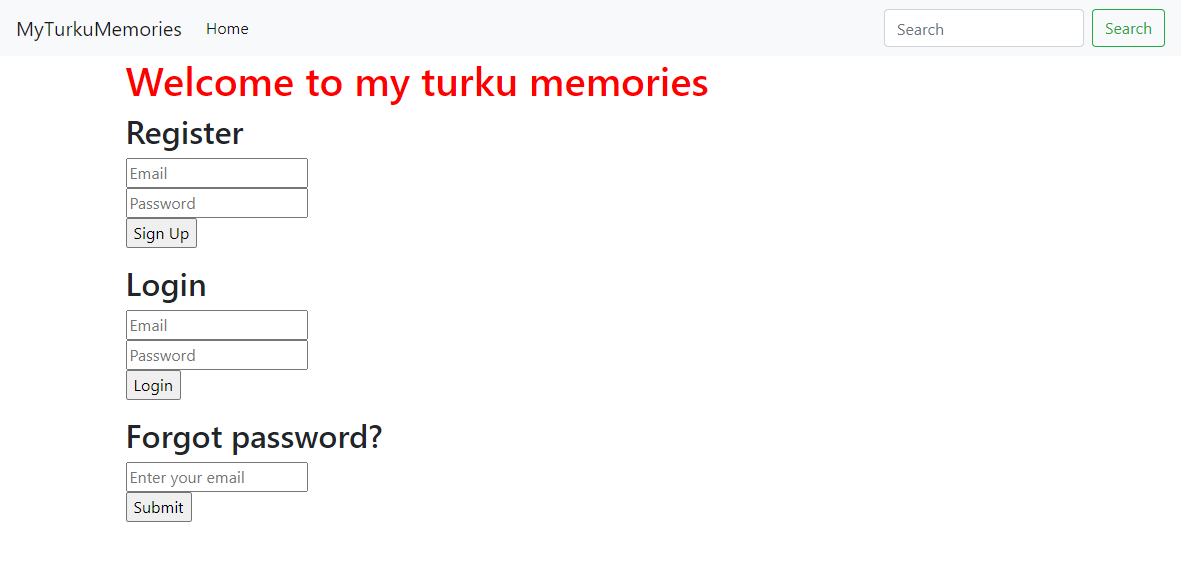 MyTurkuMemories Home Search Search
Welcome to my turku memories
Register
Email
Password
Sign Up
Login
Email
Password
Login
Forgot password?
Enter your email
Submit